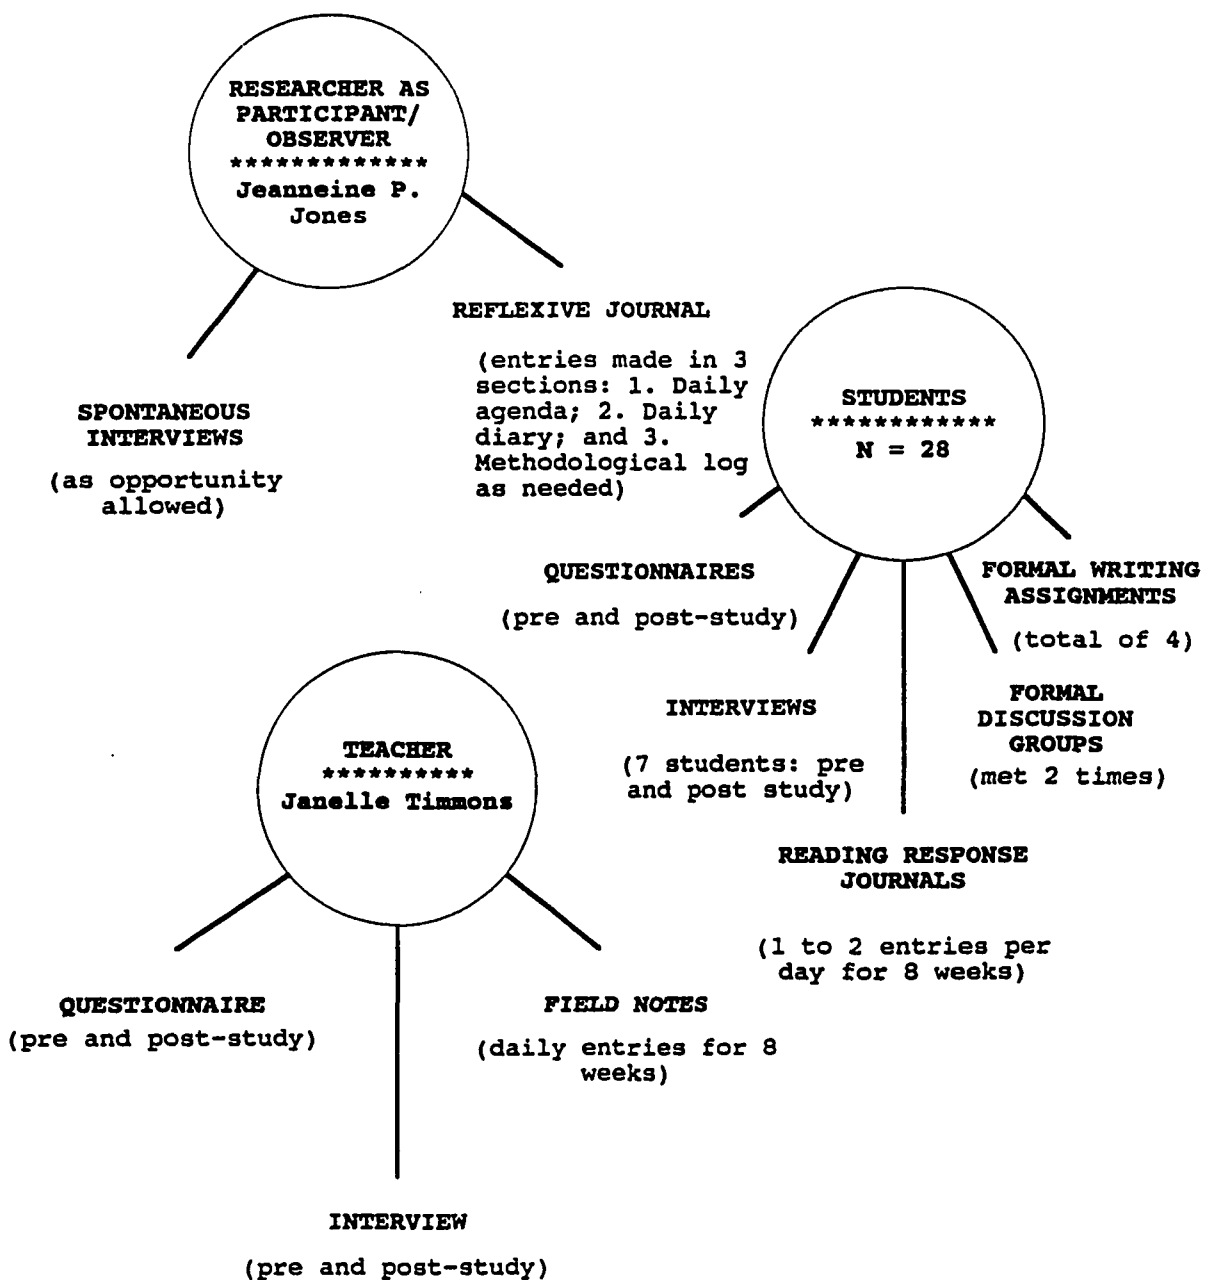 RESEARCHER AS
PARTICIPANT/
OBSERVER
*************
Jeanneine P.
Jones
REFLEXIVE JOURNAL
(entries made in 3
sections: 1. Daily
agenda; 2. Daily
diary; and 3.
Methodological log
as needed)
SPONTANEOUS
INTERVIEWS
(as opportunity
allowed)
STUDENTS
************
N = 28
QUESTIONNAIRES
(pre and post-study)
FORMAL WRITING
ASSIGNMENTS
(total of 4)
INTERVIEWS
(7 students: pre
and post study)
FORMAL
DISCUSSION
GROUPS
(met 2 times)
READING RESPONSE
JOURNALS
(1 to 2 entries per
day for 8 weeks)
TEACHER
**********
Janelle Timmons
QUESTIONNAIRE
(pre and post-study)
FIELD NOTES
(daily entries for 8
weeks)
INTERVIEW
(pre and post-study)